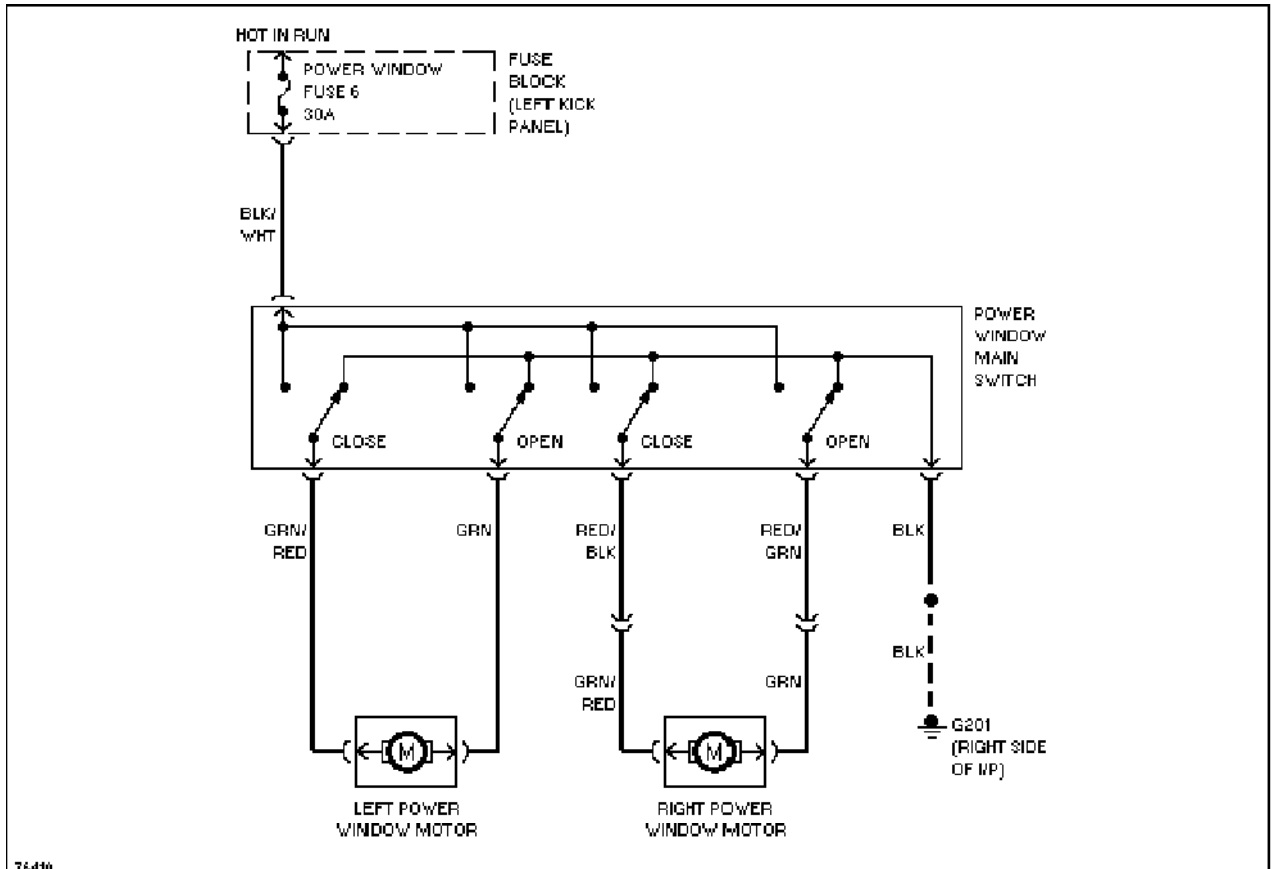 HOT IN RUN
POWER WINDOW
FUSE 6
30A
FUSE
BLOCK
(LEFT KICK
PANEL)
BLK/
WHT
POWER
WINDOW
MAIN
SWITCH
CLOSE
OPEN
CLOSE
OPEN
GRN/
RED
GRN
RED/
BLK
RED/
GRN
BLK
GRN/
RED
GRN
BLK
M
M
G201
(RIGHT SIDE
OF I/P)
LEFT POWER
WINDOW MOTOR
RIGHT POWER
WINDOW MOTOR